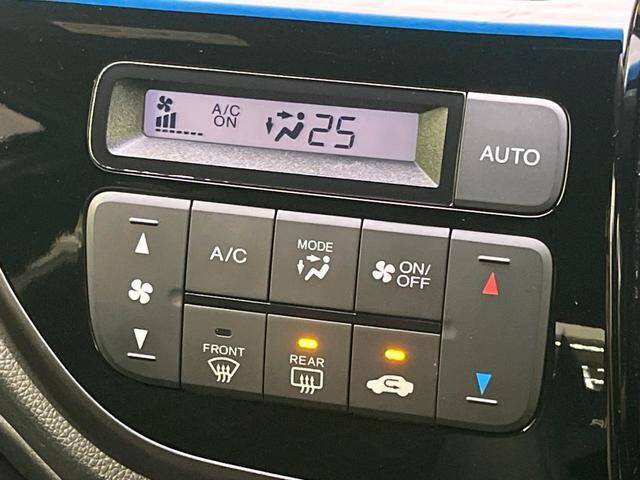 A/C
ON
25
AUTO
A/C
MODE
ON/
OFF
FRONT
REAR